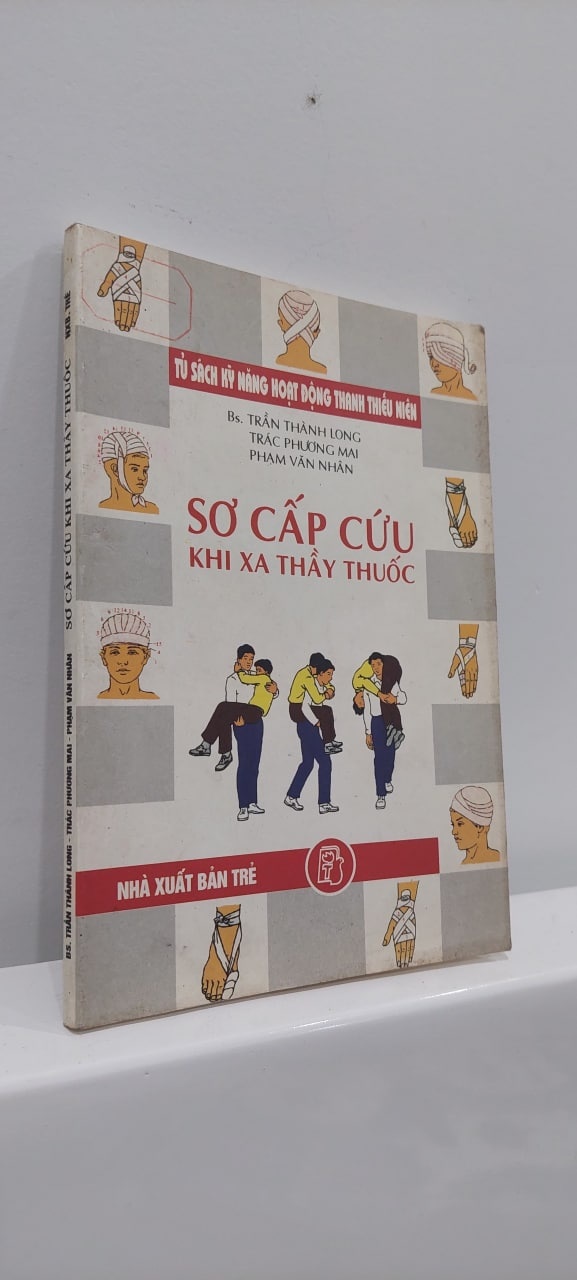 TỦ SÁCH KỸ NĂNG HOẠT ĐỘNG THANH THIẾU NIÊN
Bs. TRẦN THÀNH LONG
TRÁC PHƯƠNG MAI
PHẠM VĂN NHÂN
SƠ CẤP CỨU
KHI XA THẦY THUỐC
NHÀ XUẤT BẢN TRẺ
BS. TRẦN THÀNH LONG - TRÁC PHƯƠNG MAI - PHẠM VĂN NHÂN SƠ CẤP CỨU KHI XA THẦY THUỐC NXB. TRẺ